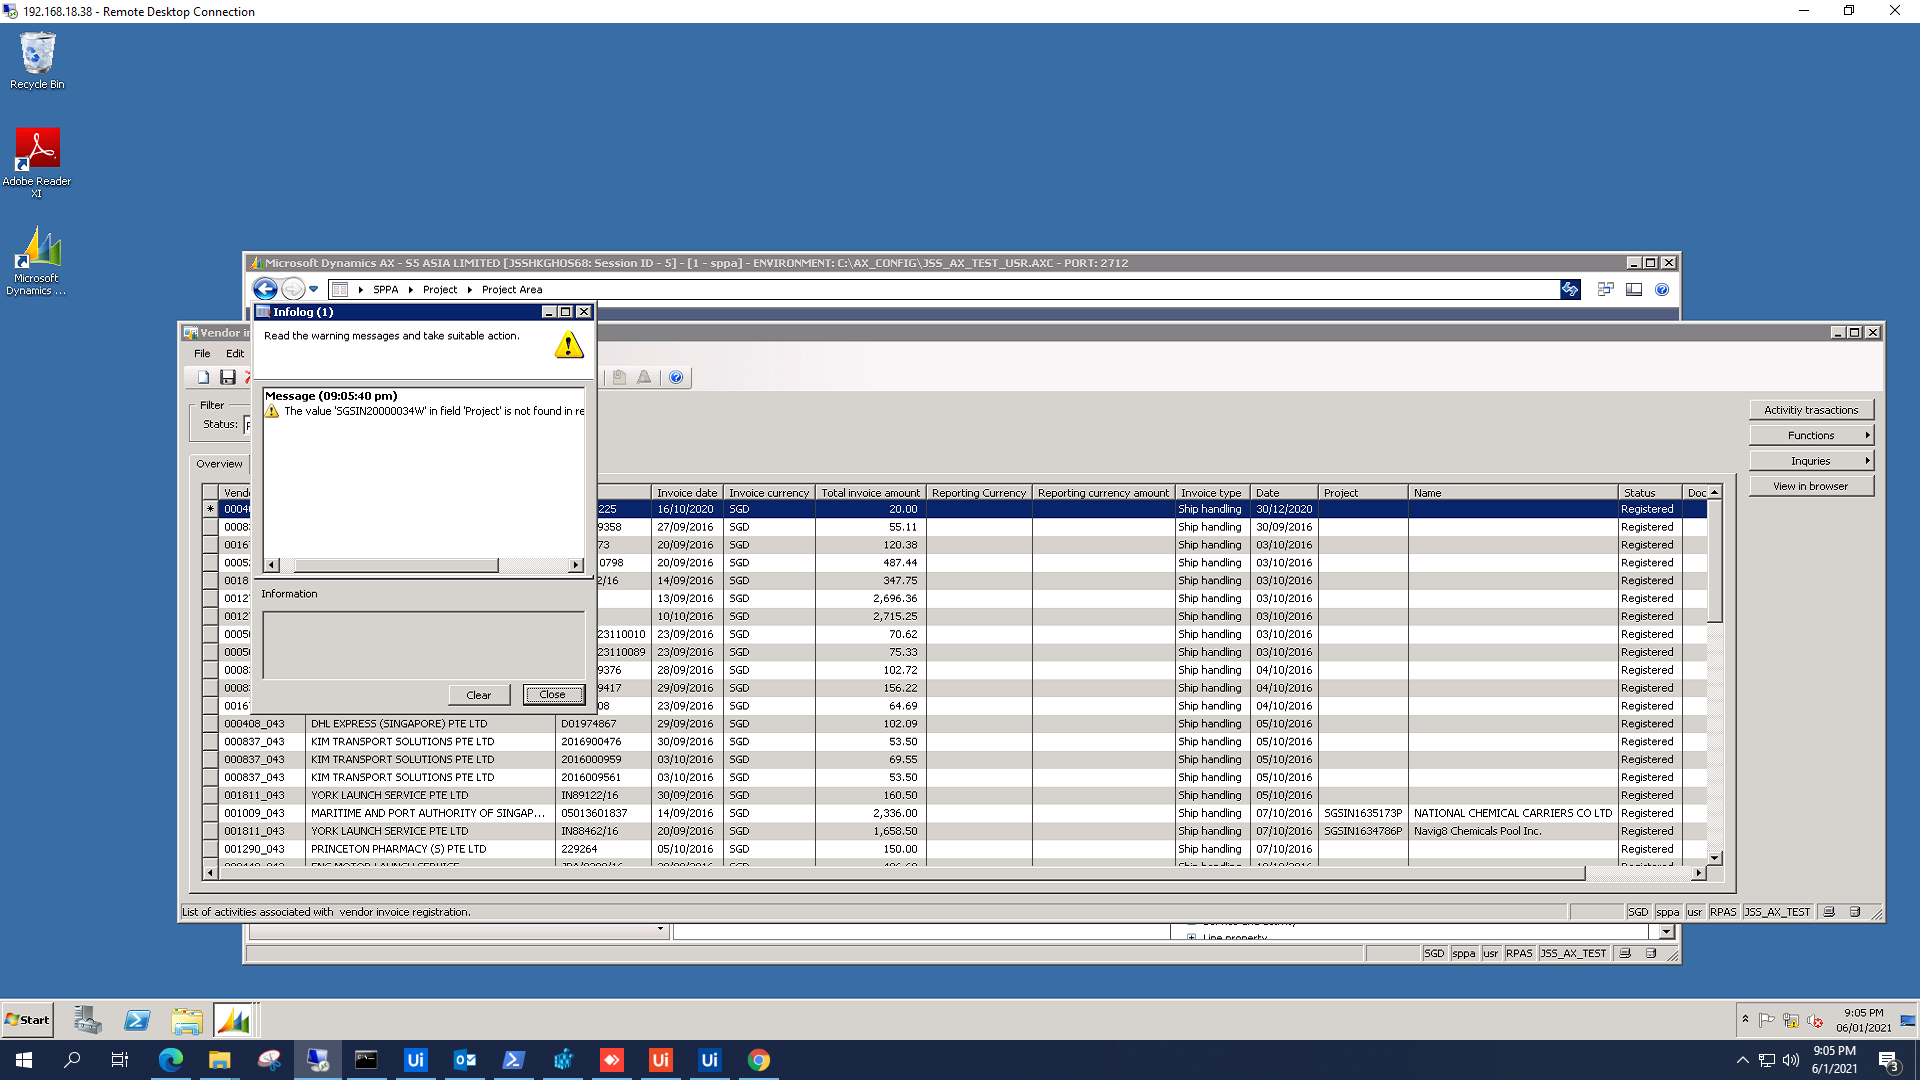 192.168.18.38 - Remote Desktop Connection
Recycle Bin
Adobe Reader
XI
Microsoft
Dynamics ...
Microsoft Dynamics AX - S5 ASIA LIMITED [JSSHKGHOS68: Session ID - 5] - [1 - sppa] - ENVIRONMENT: C:\AX_CONFIG\JSS_AX_TEST_USR.AXC - PORT: 2712
SPPA Project Project Area
Infolog (1)
Read the warning messages and take suitable action.
Message (09:05:40 pm)
The value 'SGSIN20000034W' in field 'Project' is not found in re
Information
Clear Close
Vendor in
File Edit
Filter
Status:
Overview
Activitiy trasactions
Functions
Inquries
View in browser
Vendo Invoice date Invoice currency Total invoice amount Reporting Currency Reporting currency amount Invoice type Date Project Name Status Doc
* 00040 225 16/10/2020 SGD 20.00 Ship handling 30/12/2020 Registered
00083 9358 27/09/2016 SGD 55.11 Ship handling 30/09/2016 Registered
00167 73 20/09/2016 SGD 120.38 Ship handling 03/10/2016 Registered
00052 0798 20/09/2016 SGD 487.44 Ship handling 03/10/2016 Registered
0018 2/16 14/09/2016 SGD 347.75 Ship handling 03/10/2016 Registered
00127 13/09/2016 SGD 2,696.36 Ship handling 03/10/2016 Registered
00127 10/10/2016 SGD 2,715.25 Ship handling 03/10/2016 Registered
00050 23110010 23/09/2016 SGD 70.62 Ship handling 03/10/2016 Registered
00050 23110089 23/09/2016 SGD 75.33 Ship handling 03/10/2016 Registered
00083 9376 28/09/2016 SGD 102.72 Ship handling 04/10/2016 Registered
00083 9417 29/09/2016 SGD 156.22 Ship handling 04/10/2016 Registered
00167 08 23/09/2016 SGD 64.69 Ship handling 04/10/2016 Registered
000408_043 DHL EXPRESS (SINGAPORE) PTE LTD D01974867 29/09/2016 SGD 102.09 Ship handling 05/10/2016 Registered
000837_043 KIM TRANSPORT SOLUTIONS PTE LTD 2016900476 30/09/2016 SGD 53.50 Ship handling 05/10/2016 Registered
000837_043 KIM TRANSPORT SOLUTIONS PTE LTD 2016000959 03/10/2016 SGD 69.55 Ship handling 05/10/2016 Registered
000837_043 KIM TRANSPORT SOLUTIONS PTE LTD 2016009561 03/10/2016 SGD 53.50 Ship handling 05/10/2016 Registered
001811_043 YORK LAUNCH SERVICE PTE LTD IN89122/16 30/09/2016 SGD 160.50 Ship handling 05/10/2016 Registered
001009_043 MARITIME AND PORT AUTHORITY OF SINGAP... 05013601837 14/09/2016 SGD 2,336.00 Ship handling 07/10/2016 SGSIN1635173P NATIONAL CHEMICAL CARRIERS CO LTD Registered
001811_043 YORK LAUNCH SERVICE PTE LTD IN88462/16 20/09/2016 SGD 1,658.50 Ship handling 07/10/2016 SGSIN1634786P Navig8 Chemicals Pool Inc. Registered
001290_043 PRINCETON PHARMACY (S) PTE LTD 229264 05/10/2016 SGD 150.00 Ship handling 07/10/2016 Registered
List of activities associated with vendor invoice registration.
SGD sppa usr RPAS JSS_AX_TEST
Line property
SGD sppa usr RPAS JSS_AX_TEST
Start
9:05 PM
06/01/2021
Ui
Ui
Ui
9:05 PM
6/1/2021
3